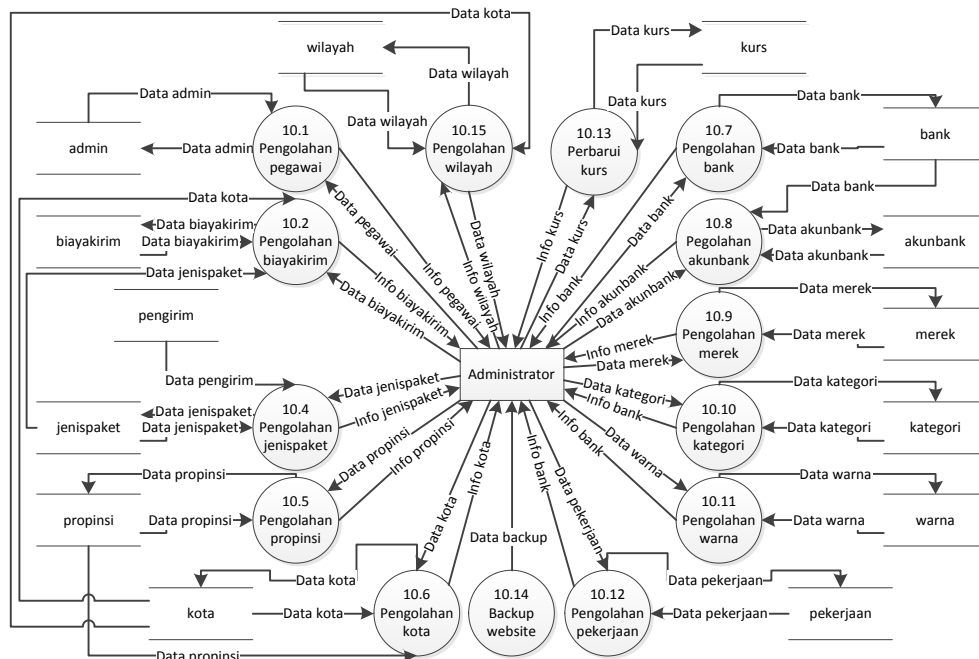 Data kota
wilayah
Data kurs
kurs
Data wilayah
Data admin
Data wilayah
Data kurs
Data bank
admin
Data admin
10.1
Pengolahan
pegawai
10.15
Pengolahan
wilayah
10.13
Perbarui
kurs
10.7
Pengolahan
bank
Data bank
bank
Data kota
Data pegawai
Data bank
biayakirim
Data biayakirim
Data biayakirim
10.2
Pengolahan
biayakirim
Data wilayah
Info wilayah
Info kurs
Data kurs
Data bank
Info bank
10.8
Pegolahan
akunbank
Data akunbank
Data akunbank
akunbank
Data jenispaket
Info pegawai
Info biayakirim
Data biayakirim
Info akunbank
Data akunbank
Data merek
pengirim
10.9
Pengolahan
merek
Data merek
merek
Info merek
Data merek
Administrator
Data pengirim
Data jenispaket
Info jenispaket
Data kategori
Info bank
Data kategori
jenispaket
Data jenispaket
Data jenispaket
10.4
Pengolahan
jenispaket
10.10
Pengolahan
kategori
Data kategori
kategori
Data propinsi
Data propinsi
Info propinsi
Data warna
Info bank
Data warna
propinsi
Data propinsi
10.5
Pengolahan
propinsi
Data kota
Info kota
Info bank
Data pekerjaan
10.11
Pengolahan
warna
Data warna
warna
Data backup
Data kota
Data pekerjaan
kota
Data kota
10.6
Pengolahan
kota
10.14
Backup
website
10.12
Pengolahan
pekerjaan
Data pekerjaan
pekerjaan
Data propinsi